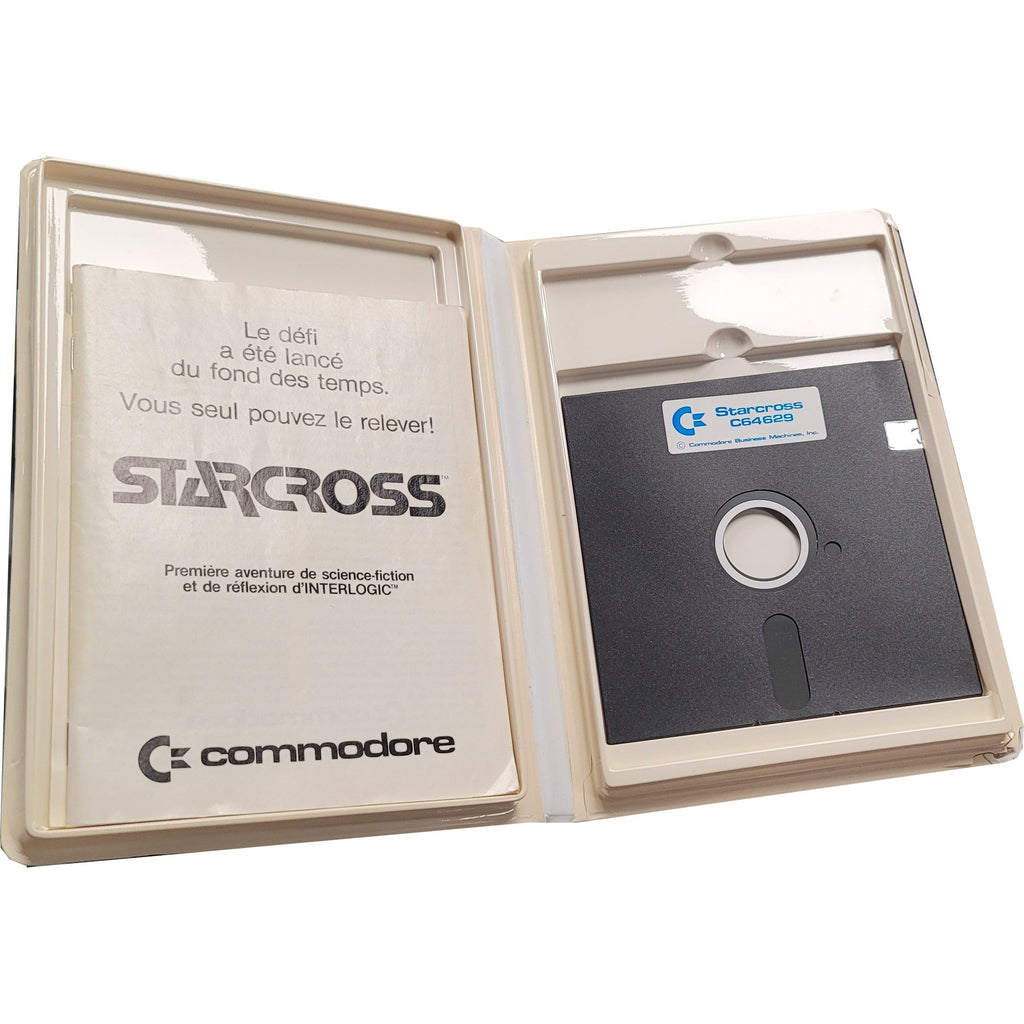 Le défi
a été lancé
du fond des temps.
Vous seul pouvez le relever!
STARCROSS™
Première aventure de science-fiction
et de réflexion d'INTERLOGIC™
commodore
Starcross
C64629
© Commodore Business Machines, Inc.